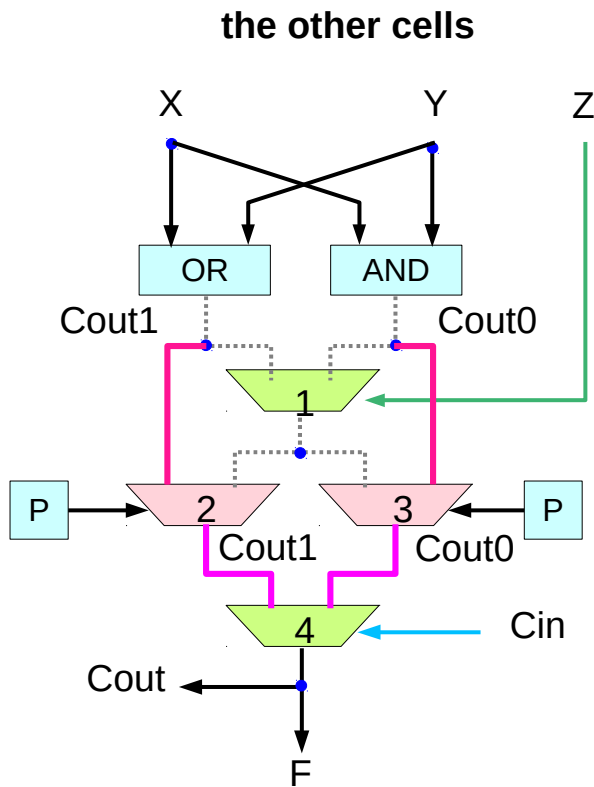 the other cells
X
Y
Z
OR
AND
Cout1
Cout0
1
P
2
3
P
Cout1
Cout0
4
Cin
Cout
F